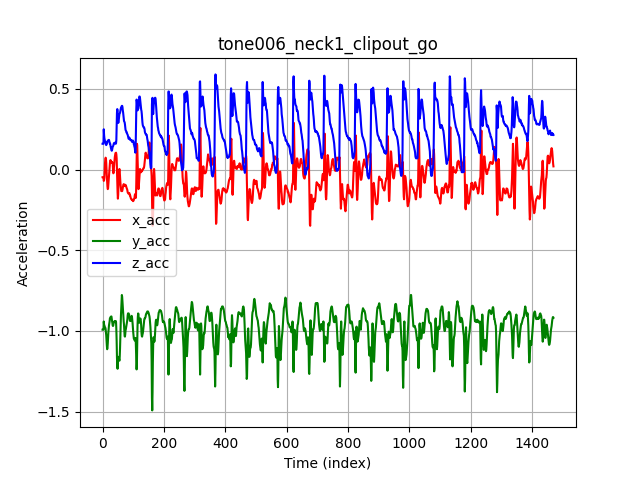 tone006_neck1_clipout_go
Acceleration
0.5
0.0
−0.5
−1.0
−1.5
x_acc
y_acc
z_acc
0 200 400 600 800 1000 1200 1400
Time (index)